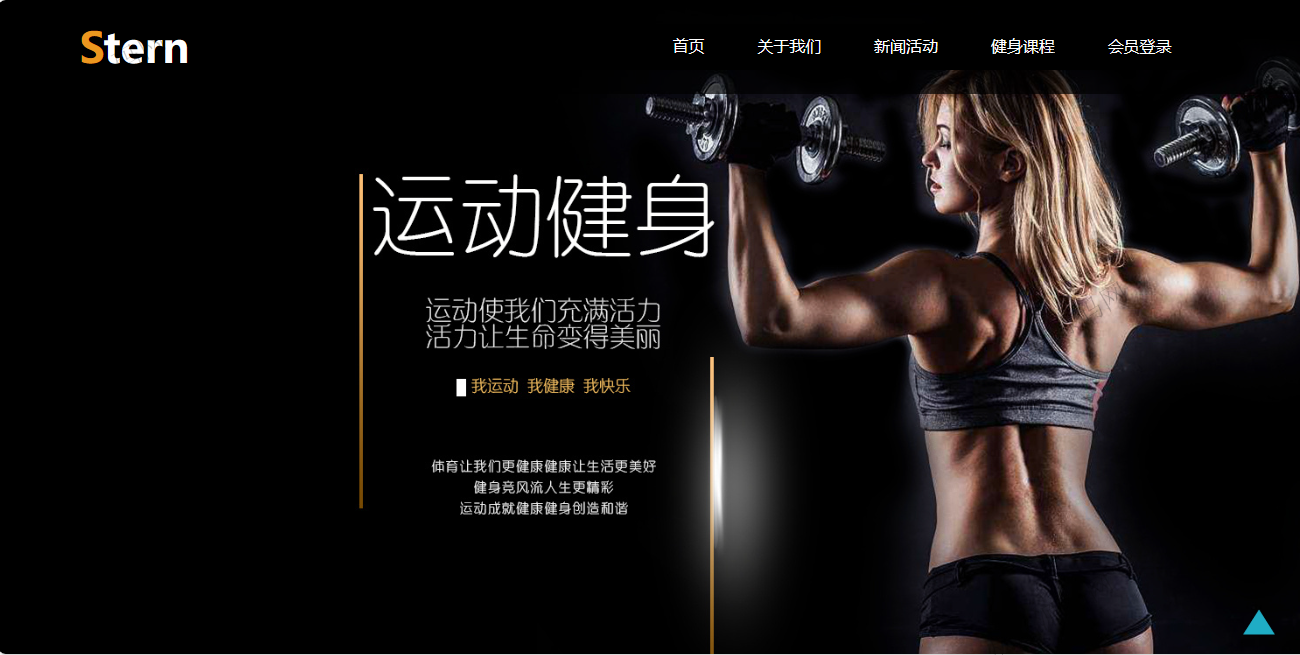 Stern
首页 关于我们 新闻活动 健身课程 会员登录
运动健身
运动使我们充满活力
活力让生命变得美丽
我运动 我健康 我快乐
体育让我们更健康健康让生活更美好
健身竞风流人生更精彩
运动成就健康健身创造和谐